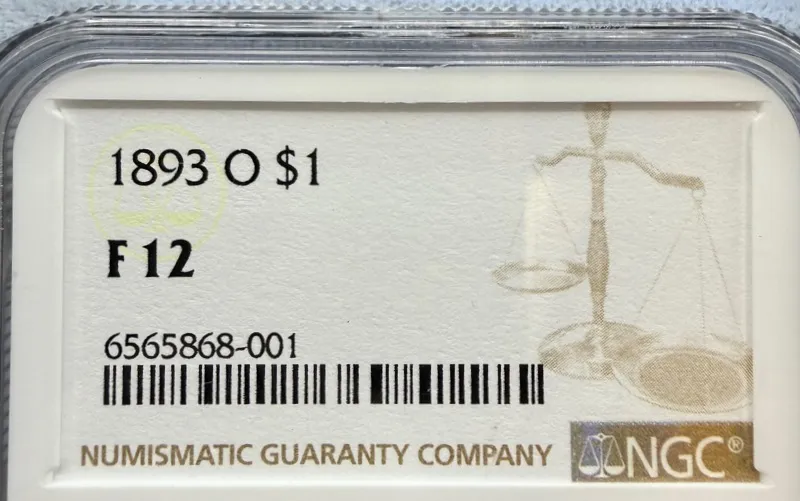 1893 O $1
F 12
6565868-001
NUMISMATIC GUARANTY COMPANY
NGC®